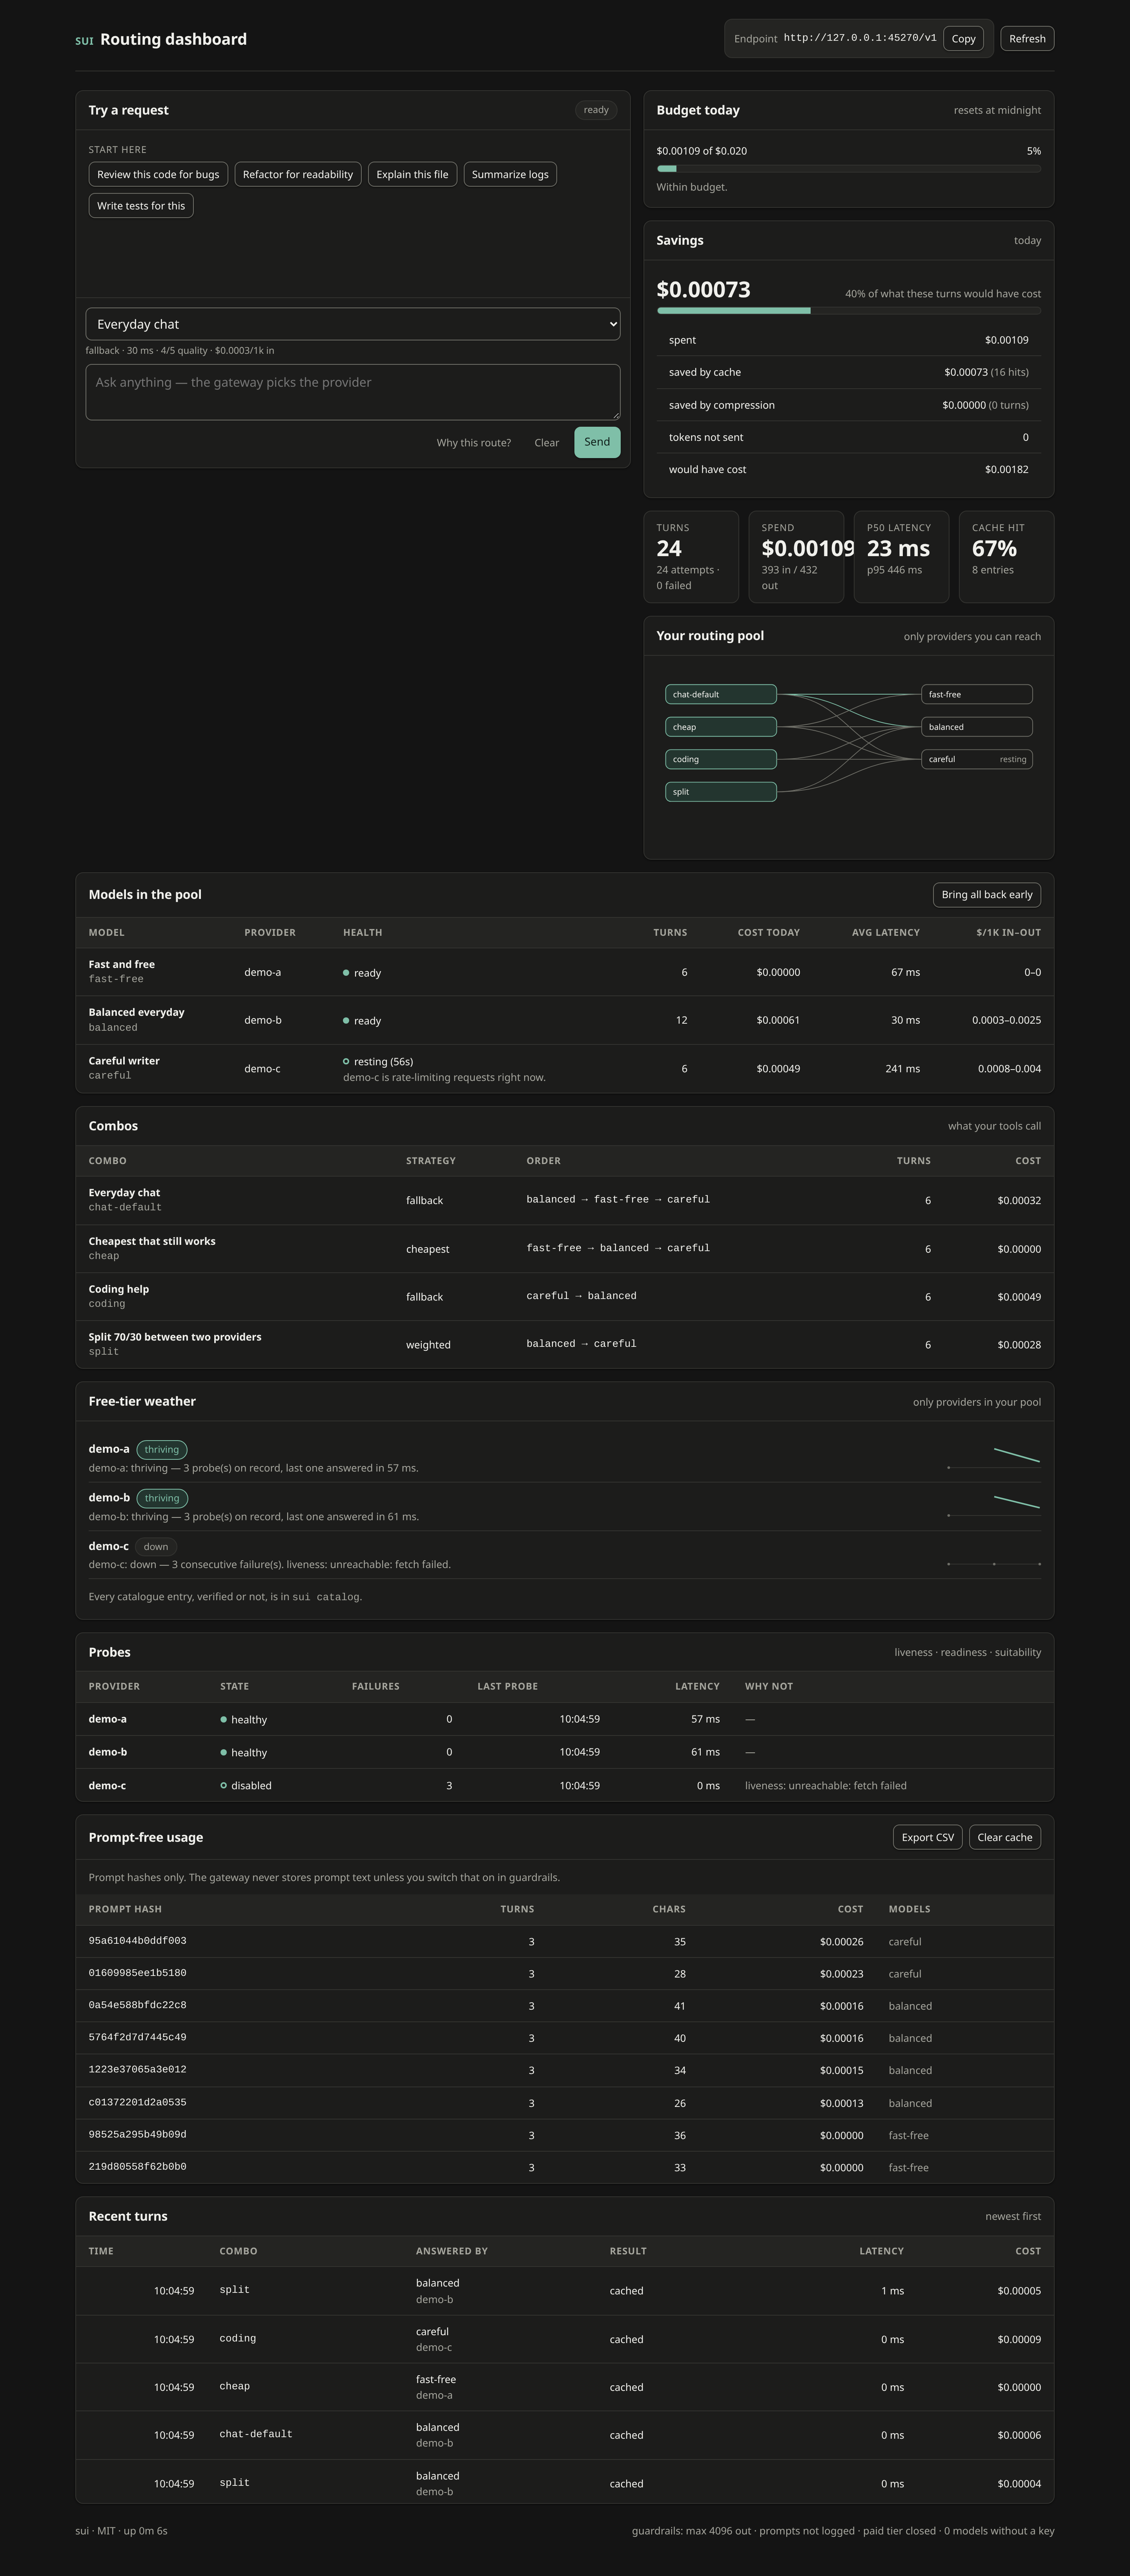 SUI Routing dashboard
Endpoint http://127.0.0.1:45270/v1 Copy Refresh
Try a request ready
START HERE
Review this code for bugs Refactor for readability Explain this file Summarize logs
Write tests for this
Everyday chat
fallback · 30 ms · 4/5 quality · $0.0003/1k in
Ask anything — the gateway picks the provider
Why this route? Clear Send
Budget today resets at midnight
$0.00109 of $0.020 5%
Within budget.
Savings today
$0.00073 40% of what these turns would have cost
spent $0.00109
saved by cache $0.00073 (16 hits)
saved by compression $0.00000 (0 turns)
tokens not sent 0
would have cost $0.00182
TURNS
24
24 attempts ·
0 failed
SPEND
$0.00109
393 in / 432
out
P50 LATENCY
23 ms
p95 446 ms
CACHE HIT
67%
8 entries
Your routing pool only providers you can reach
chat-default fast-free
cheap balanced
coding careful resting
split
Models in the pool Bring all back early
MODEL PROVIDER HEALTH TURNS COST TODAY AVG LATENCY $/1K IN–OUT
Fast and free
fast-free
demo-a ready 6 $0.00000 67 ms 0–0
Balanced everyday
balanced
demo-b ready 12 $0.00061 30 ms 0.0003–0.0025
Careful writer
careful
demo-c resting (56s)
demo-c is rate-limiting requests right now.
6 $0.00049 241 ms 0.0008–0.004
Combos what your tools call
COMBO STRATEGY ORDER TURNS COST
Everyday chat
chat-default
fallback balanced → fast-free → careful 6 $0.00032
Cheapest that still works
cheap
cheapest fast-free → balanced → careful 6 $0.00000
Coding help
coding
fallback careful → balanced 6 $0.00049
Split 70/30 between two providers
split
weighted balanced → careful 6 $0.00028
Free-tier weather only providers in your pool
demo-a thriving
demo-a: thriving — 3 probe(s) on record, last one answered in 57 ms.
demo-b thriving
demo-b: thriving — 3 probe(s) on record, last one answered in 61 ms.
demo-c down
demo-c: down — 3 consecutive failure(s). liveness: unreachable: fetch failed.
Every catalogue entry, verified or not, is in sui catalog.
Probes liveness · readiness · suitability
PROVIDER STATE FAILURES LAST PROBE LATENCY WHY NOT
demo-a healthy 0 10:04:59 57 ms —
demo-b healthy 0 10:04:59 61 ms —
demo-c disabled 3 10:04:59 0 ms liveness: unreachable: fetch failed
Prompt-free usage Export CSV Clear cache
Prompt hashes only. The gateway never stores prompt text unless you switch that on in guardrails.
PROMPT HASH TURNS CHARS COST MODELS
95a61044b0ddf003 3 35 $0.00026 careful
01609985ee1b5180 3 28 $0.00023 careful
0a54e588bfdc22c8 3 41 $0.00016 balanced
5764f2d7d7445c49 3 40 $0.00016 balanced
1223e37065a3e012 3 34 $0.00015 balanced
c01372201d2a0535 3 26 $0.00013 balanced
98525a295b49b09d 3 36 $0.00000 fast-free
219d80558f62b0b0 3 33 $0.00000 fast-free
Recent turns newest first
TIME COMBO ANSWERED BY RESULT LATENCY COST
10:04:59 split balanced
demo-b
cached 1 ms $0.00005
10:04:59 coding careful
demo-c
cached 0 ms $0.00009
10:04:59 cheap fast-free
demo-a
cached 0 ms $0.00000
10:04:59 chat-default balanced
demo-b
cached 0 ms $0.00006
10:04:59 split balanced
demo-b
cached 0 ms $0.00004
sui · MIT · up 0m 6s guardrails: max 4096 out · prompts not logged · paid tier closed · 0 models without a key